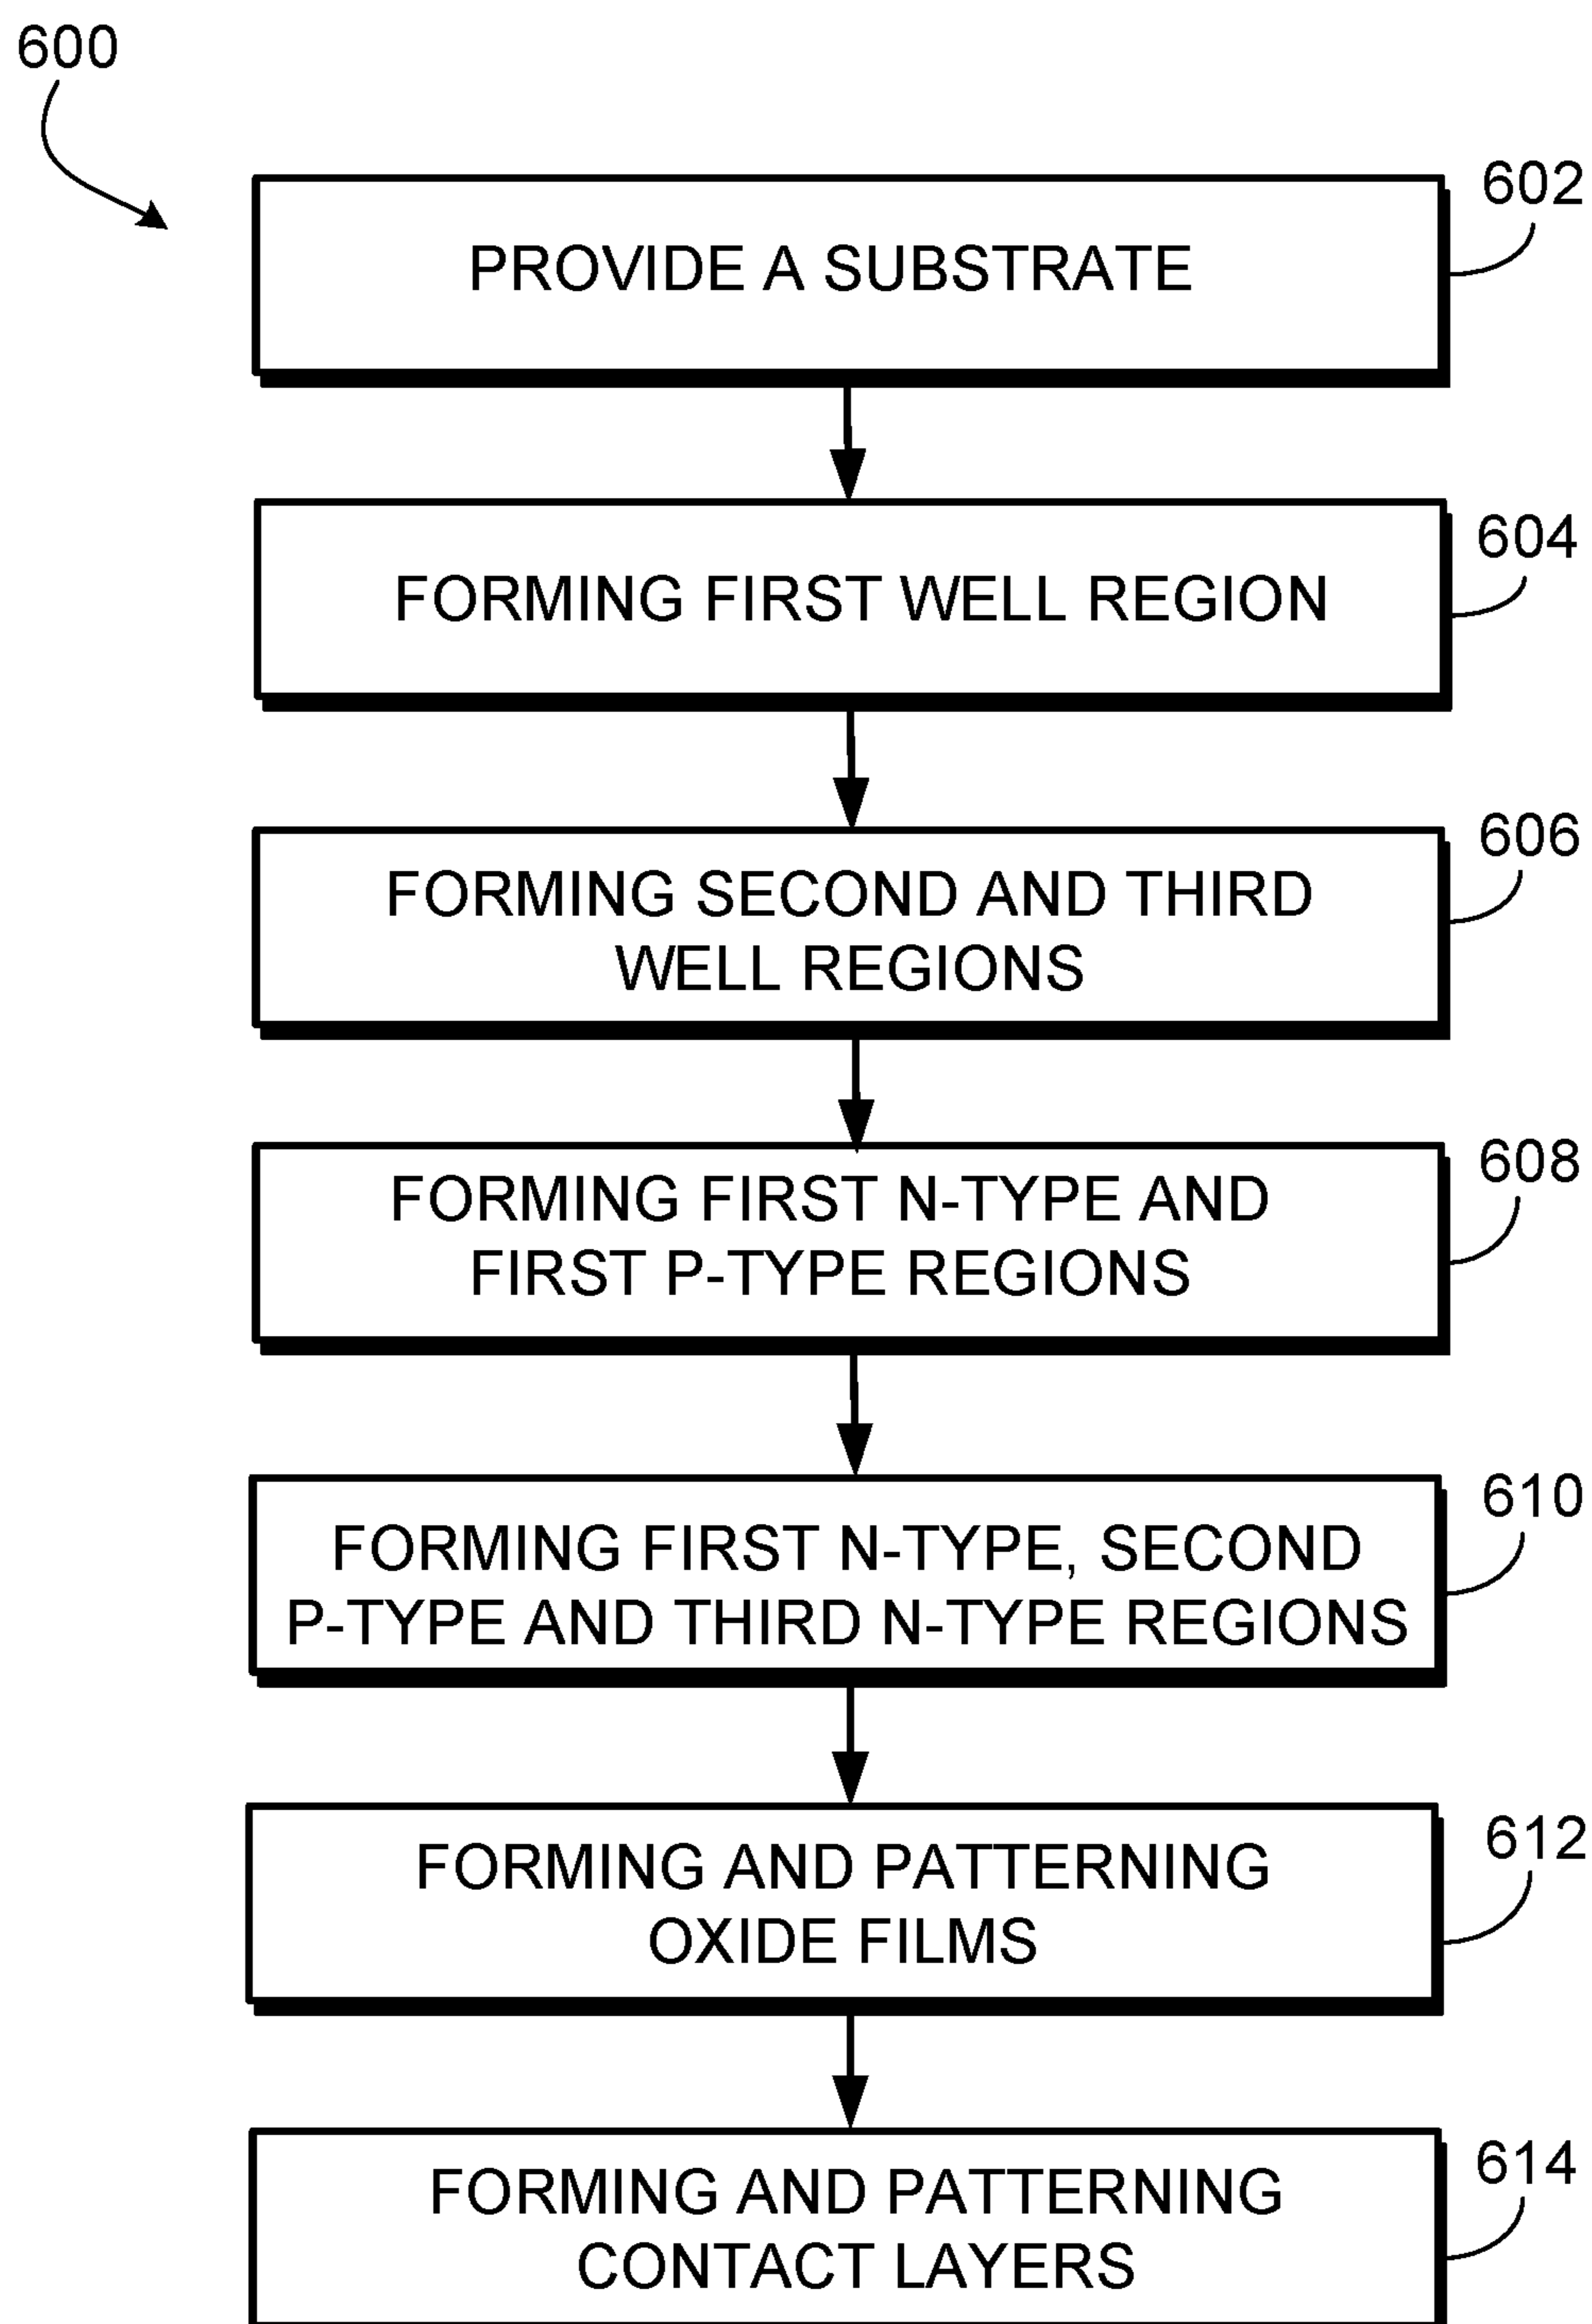 600
602
PROVIDE A SUBSTRATE
604
FORMING FIRST WELL REGION
606
FORMING SECOND AND THIRD
WELL REGIONS
608
FORMING FIRST N-TYPE AND
FIRST P-TYPE REGIONS
610
FORMING FIRST N-TYPE, SECOND
P-TYPE AND THIRD N-TYPE REGIONS
612
FORMING AND PATTERNING
OXIDE FILMS
614
FORMING AND PATTERNING
CONTACT LAYERS